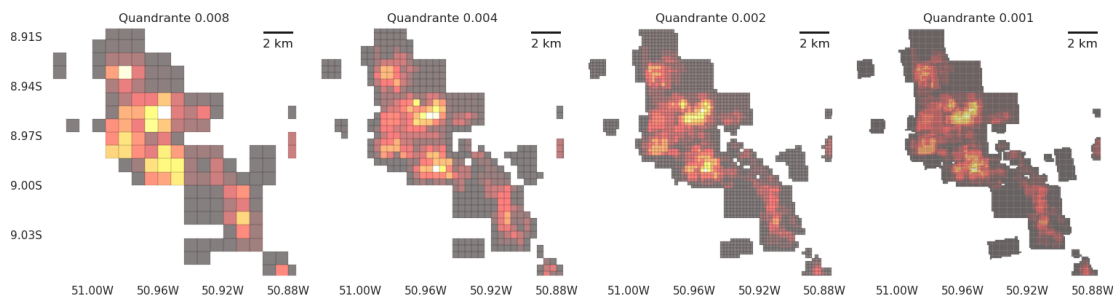 Quadrante 0.008
Quadrante 0.004
Quadrante 0.002
Quadrante 0.001
2 km
2 km
2 km
2 km
8.91S
8.94S
8.97S
9.00S
9.03S
51.00W 50.96W 50.92W 50.88W
51.00W 50.96W 50.92W 50.88W
51.00W 50.96W 50.92W 50.88W
51.00W 50.96W 50.92W 50.88W